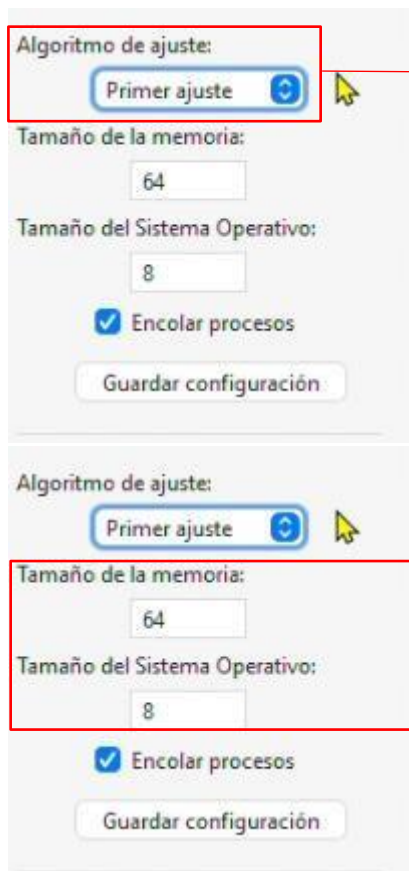 Algoritmo de ajuste:
Primer ajuste
Tamaño de la memoria:
64
Tamaño del Sistema Operativo:
8
Encolar procesos
Guardar configuración
Algoritmo de ajuste:
Primer ajuste
Tamaño de la memoria:
64
Tamaño del Sistema Operativo:
8
Encolar procesos
Guardar configuración